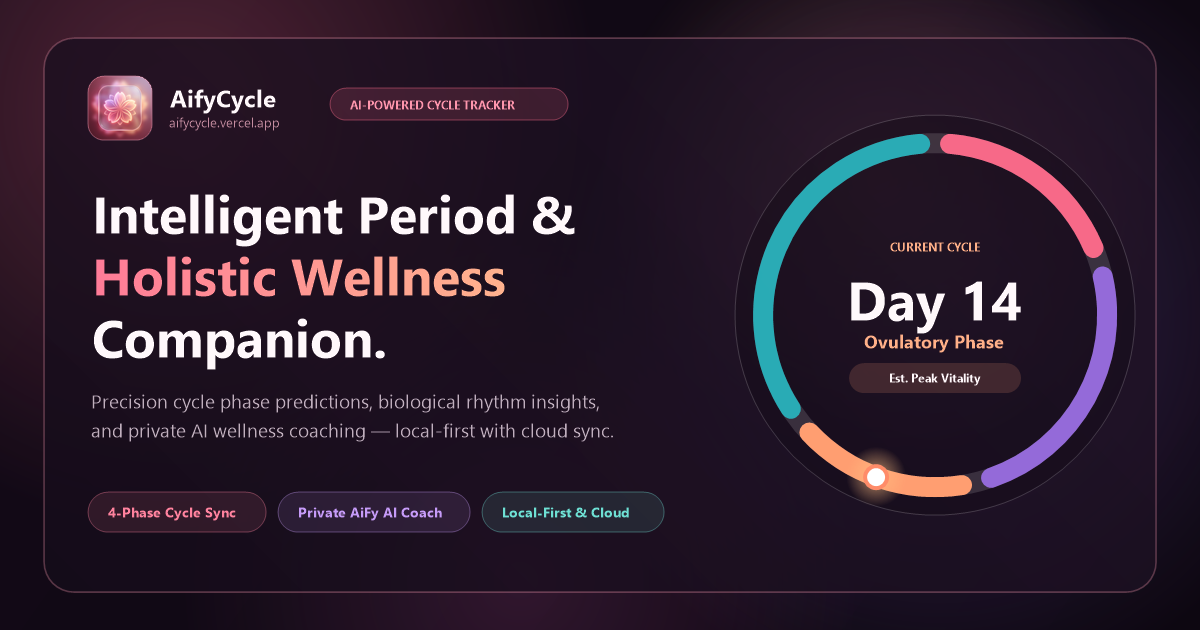 AifyCycle
aifycycle.vercel.app
AI-POWERED CYCLE TRACKER
Intelligent Period &
Holistic Wellness
Companion.
Precision cycle phase predictions, biological rhythm insights,
and private AI wellness coaching — local-first with cloud sync.
4-Phase Cycle Sync
Private AiFy AI Coach
Local-First & Cloud
CURRENT CYCLE
Day 14
Ovulatory Phase
Est. Peak Vitality